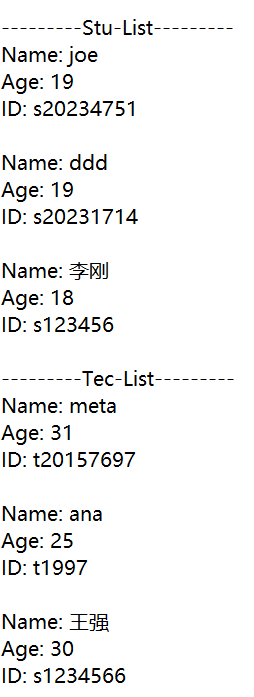 ---------Stu-List---------
Name: joe
Age: 19
ID: s20234751
Name: ddd
Age: 19
ID: s20231714
Name: 李刚
Age: 18
ID: s123456
---------Tec-List---------
Name: meta
Age: 31
ID: t20157697
Name: ana
Age: 25
ID: t1997
Name: 王强
Age: 30
ID: s1234566